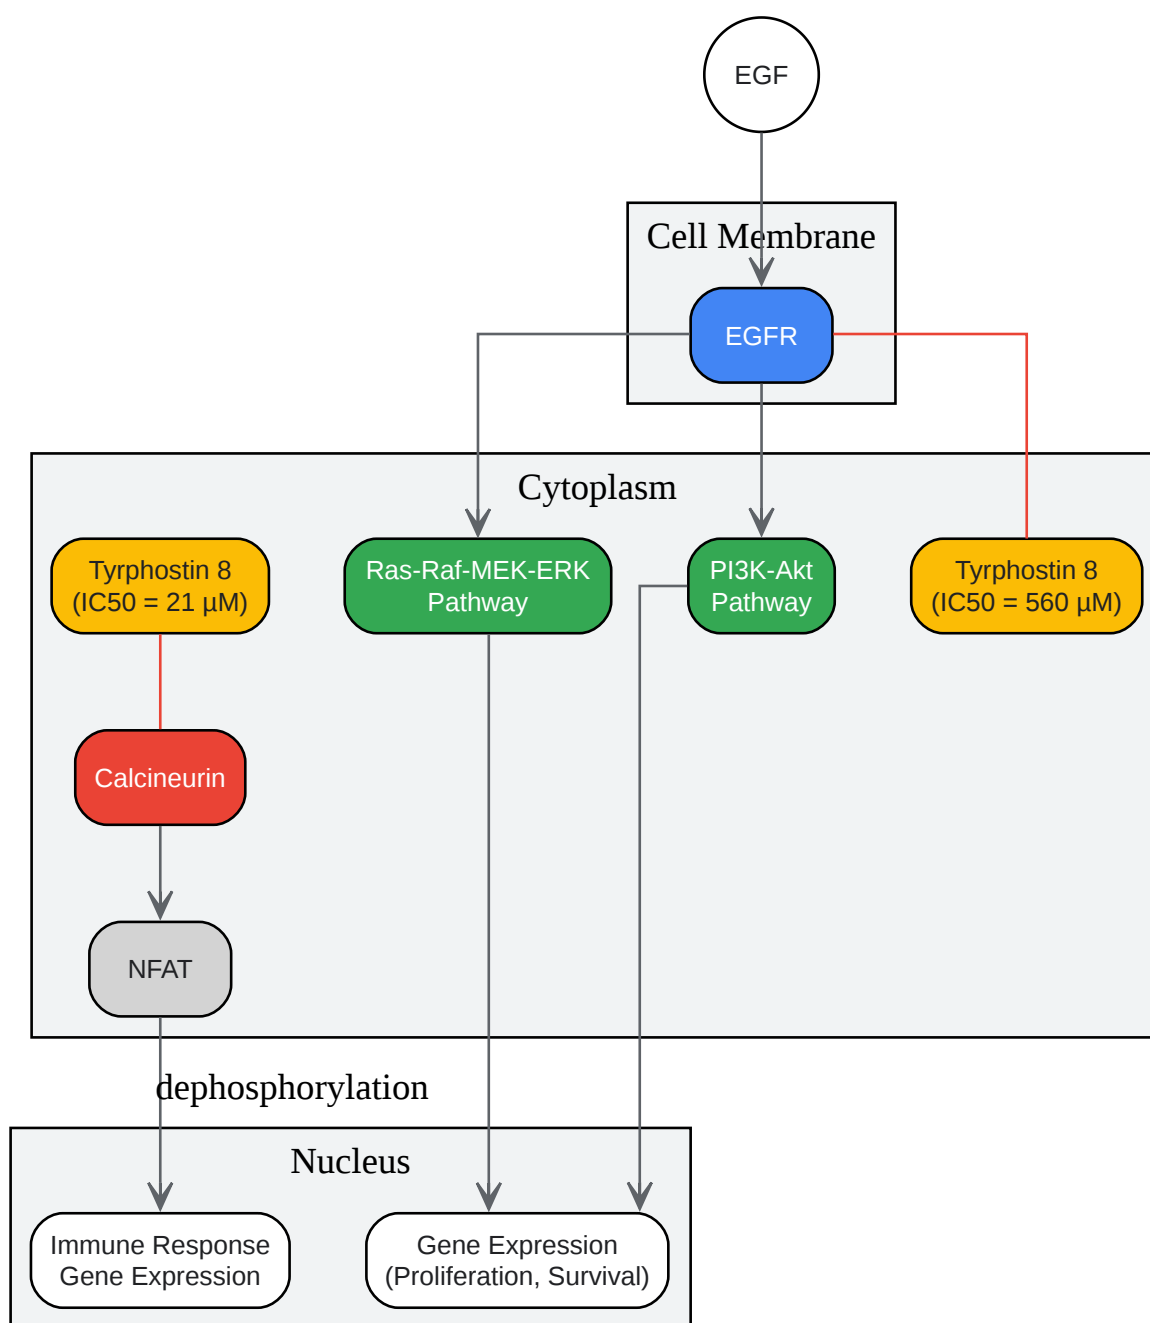 EGF
Cell Membrane
EGFR
Cytoplasm
Tyrphostin 8
(IC50 = 21 µM)
Ras-Raf-MEK-ERK
Pathway
PI3K-Akt
Pathway
Tyrphostin 8
(IC50 = 560 µM)
Calcineurin
NFAT
dephosphorylation
Nucleus
Immune Response
Gene Expression
Gene Expression
(Proliferation, Survival)